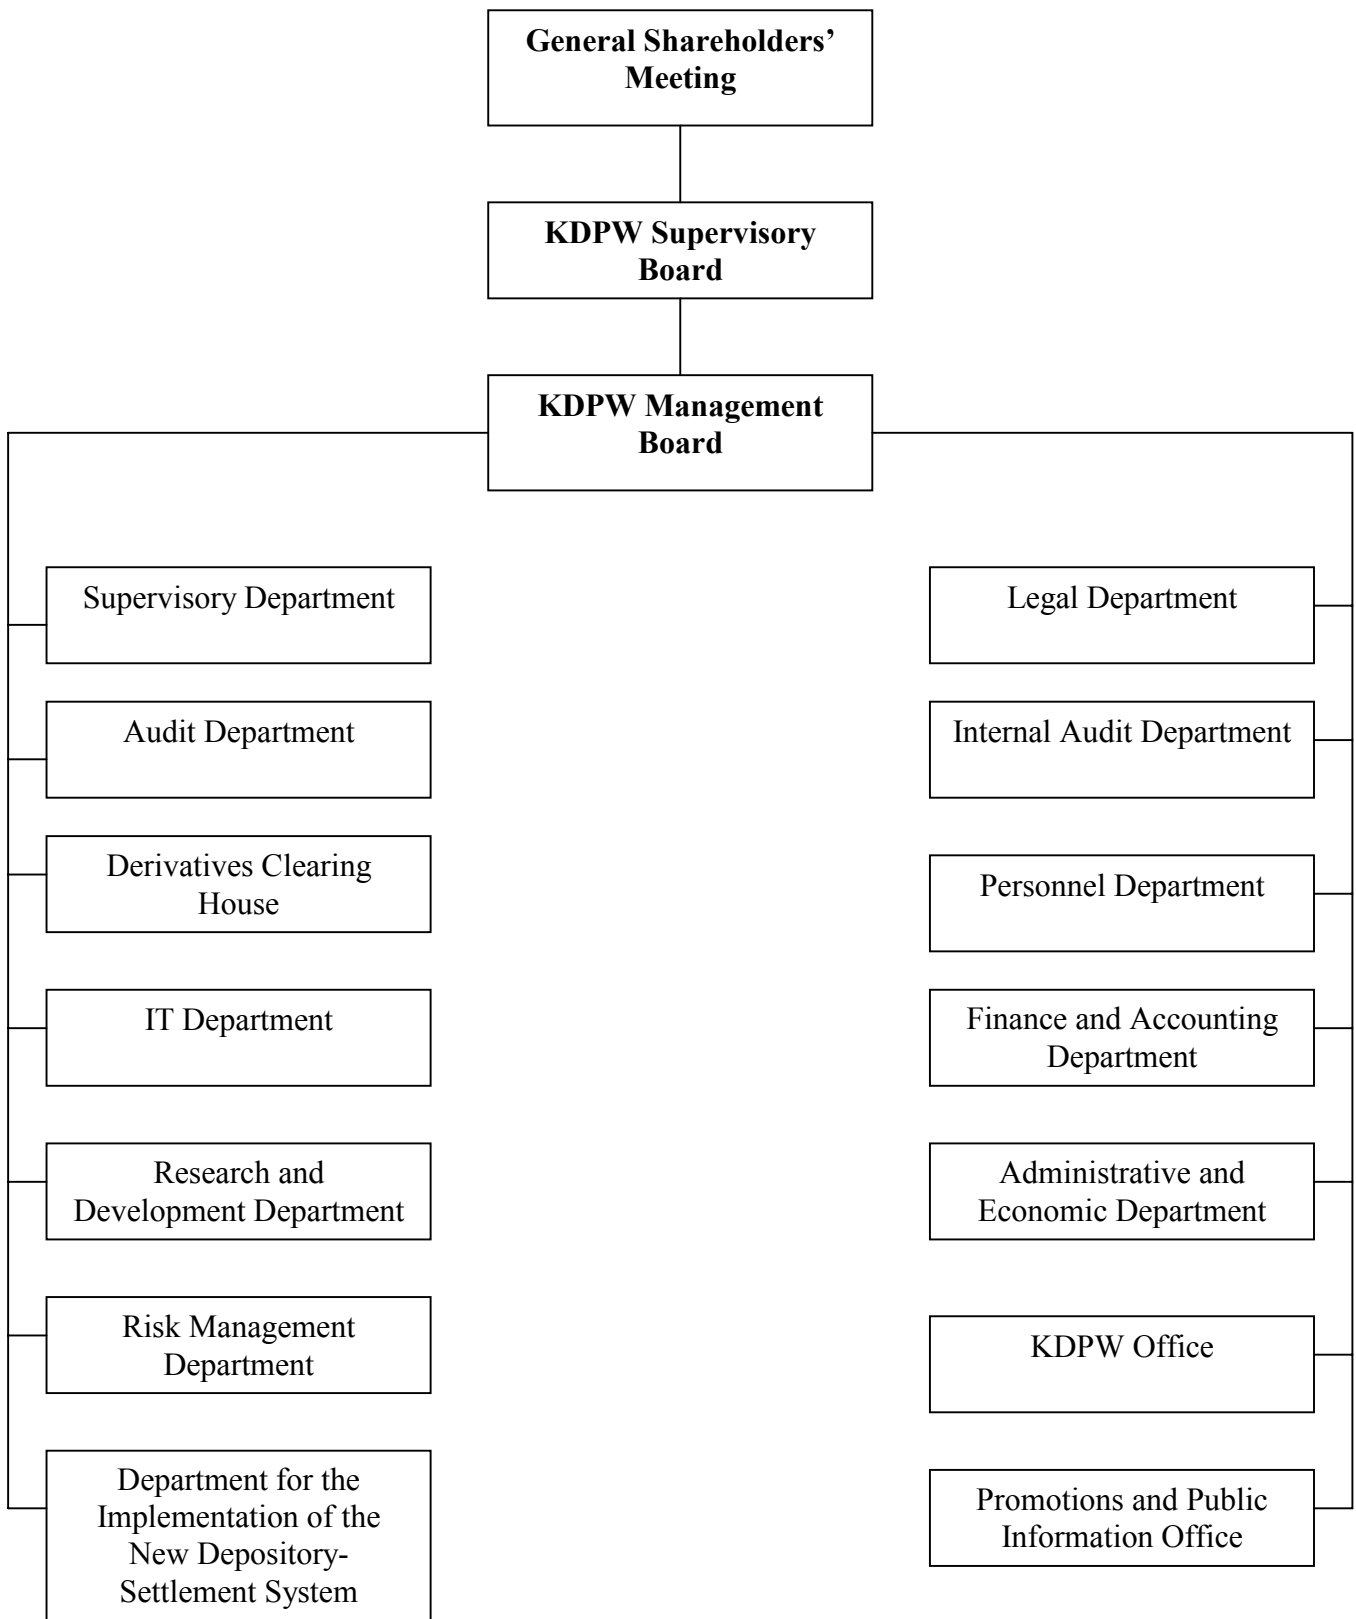 General Shareholders’
Meeting
KDPW Supervisory
Board
KDPW Management
Board
Supervisory Department
Audit Department
Derivatives Clearing
House
IT Department
Research and
Development Department
Risk Management
Department
Department for the
Implementation of the
New Depository-
Settlement System
Legal Department
Internal Audit Department
Personnel Department
Finance and Accounting
Department
Administrative and
Economic Department
KDPW Office
Promotions and Public
Information Office